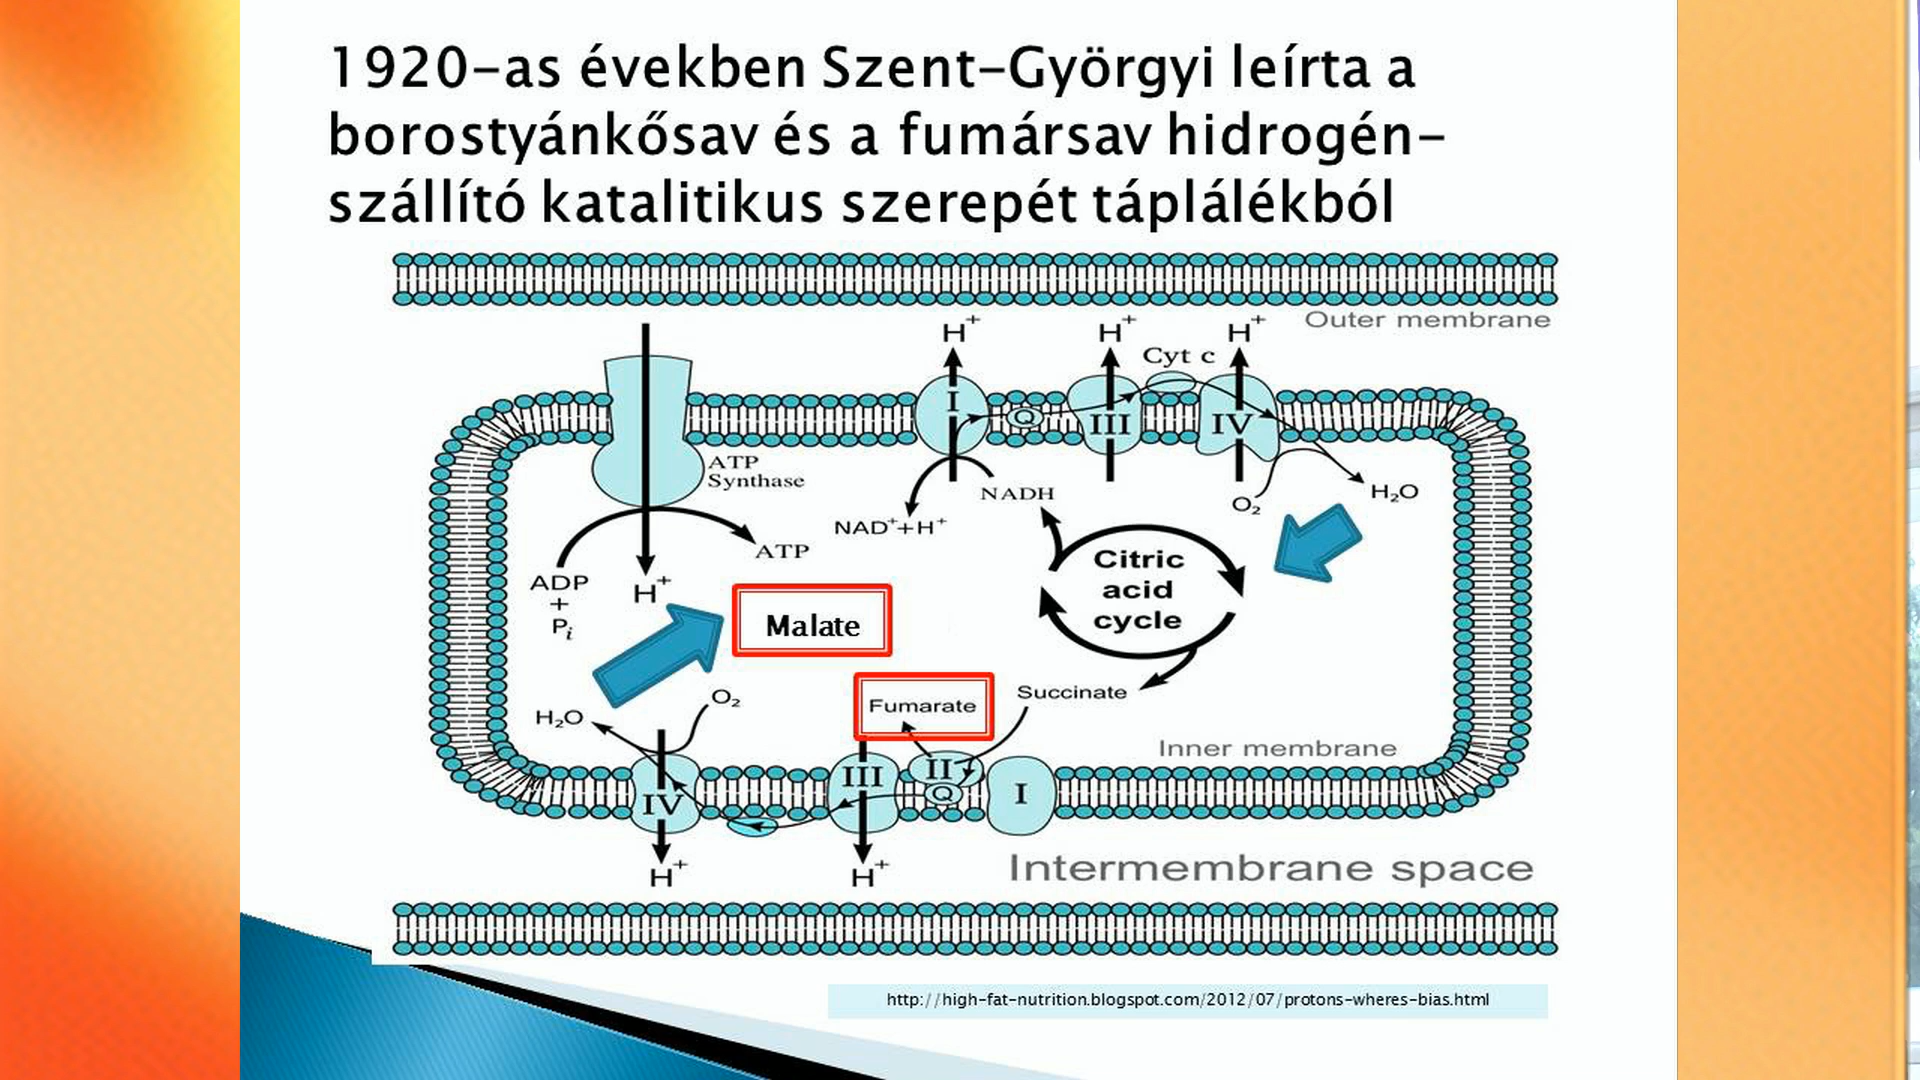 1920-as években Szent-Györgyi leírta a
borostyánkősav és a fumársav hidrogén-
szállító katalitikus szerepét táplálékból
Outer membrane
H⁺ H⁺ H⁺
Cyt c
I Q III IV
ATP
Synthase
NADH
O₂ H₂O
NAD⁺+H⁺
ATP
Citric
acid
cycle
ADP
+
Pᵢ
H⁺
Malate
Fumarate
Succinate
O₂
H₂O
Inner membrane
IV III II Q I
H⁺ H⁺
Intermembrane space
http://high-fat-nutrition.blogspot.com/2012/07/protons-wheres-bias.html